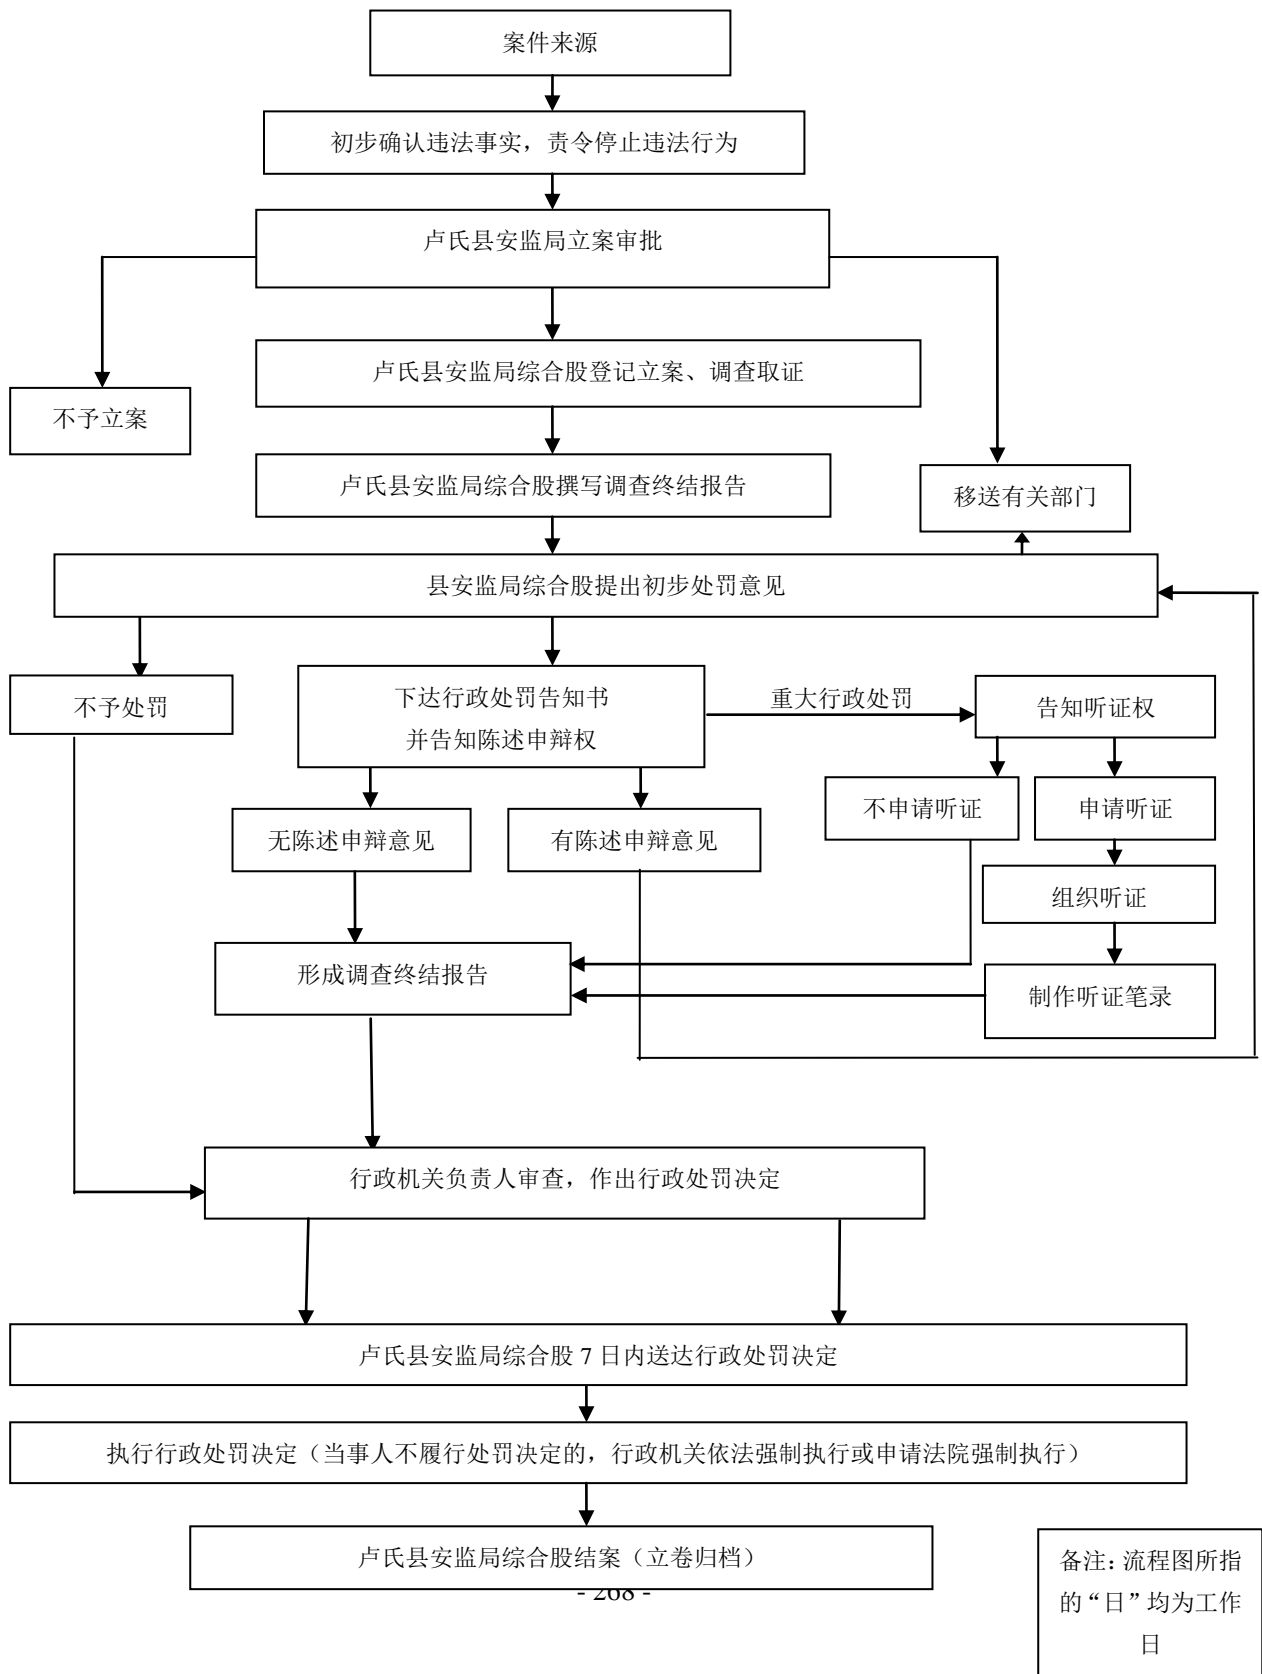 案件来源
初步确认违法事实，责令停止违法行为
卢氏县安监局立案审批
卢氏县安监局综合股登记立案、调查取证
不予立案
卢氏县安监局综合股撰写调查终结报告
移送有关部门
县安监局综合股提出初步处罚意见
不予处罚
下达行政处罚告知书
并告知陈述申辩权
重大行政处罚
告知听证权
不申请听证
申请听证
无陈述申辩意见
有陈述申辩意见
组织听证
形成调查终结报告
制作听证笔录
行政机关负责人审查，作出行政处罚决定
卢氏县安监局综合股 7 日内送达行政处罚决定
执行行政处罚决定（当事人不履行处罚决定的，行政机关依法强制执行或申请法院强制执行）
卢氏县安监局综合股结案（立卷归档）
- 268 -
备注：流程图所指
的“日”均为工作
日